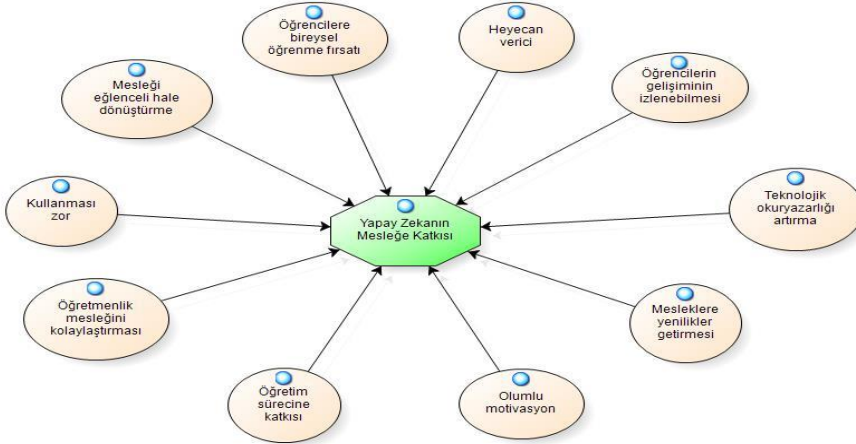 Öğrencilere
bireysel
öğrenme fırsatı
Heyecan
verici
Mesleği
eğlenceli hale
dönüştürme
Öğrencilerin
gelişiminin
izlenebilmesi
Kullanması
zor
Yapay Zekanın
Mesleğe Katkısı
Teknolojik
okuryazarlığı
artırma
Öğretmenlik
mesleğini
kolaylaştırması
Mesleklere
yenilikler
getirmesi
Öğretim
sürecine
katkısı
Olumlu
motivasyon